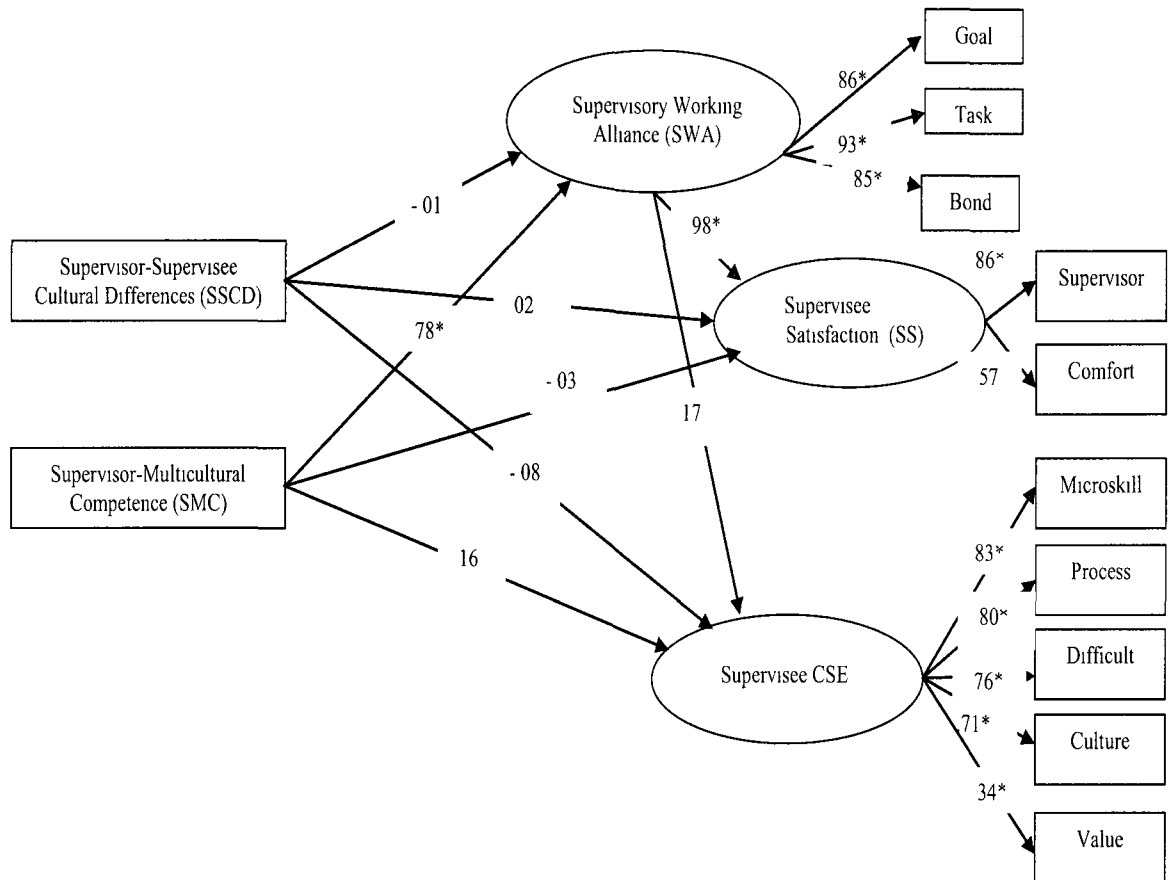 Goal
86*
Supervisory Working
Alliance (SWA)
Task
93*
85*
Bond
- 01
98*
Supervisor-Supervisee
Cultural Differences (SSCD)
86*
Supervisor
Supervisee
Satisfaction (SS)
02
78*
57
Comfort
- 03
17
Supervisor-Multicultural
Competence (SMC)
- 08
Microskill
16
83*
Process
80*
Difficult
Supervisee CSE
76*
.71*
Culture
34*
Value